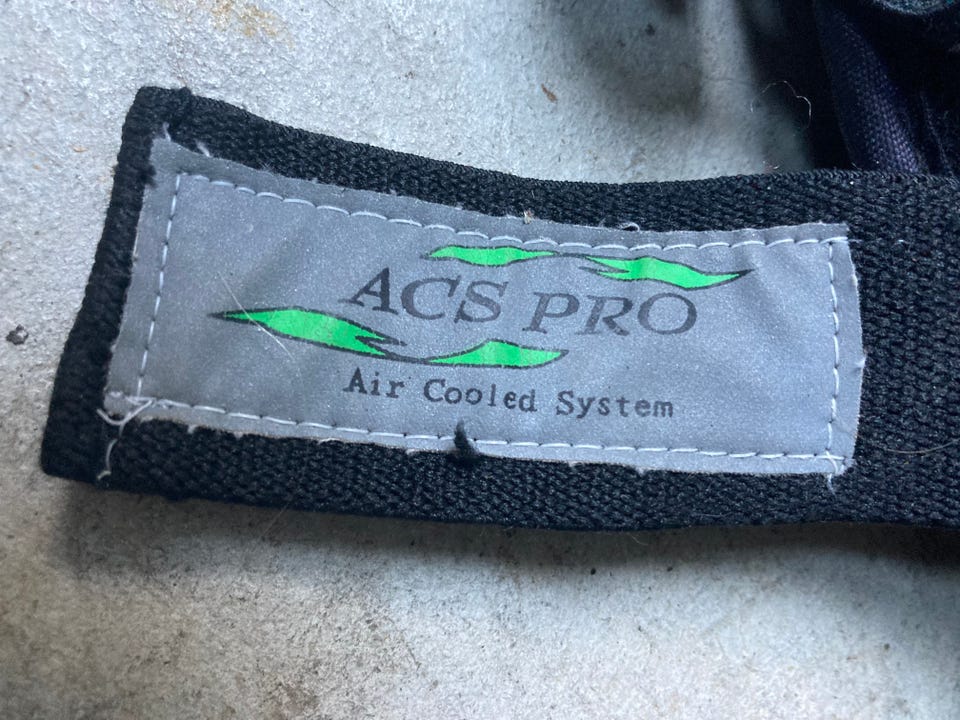 ACS PRO
Air Cooled System